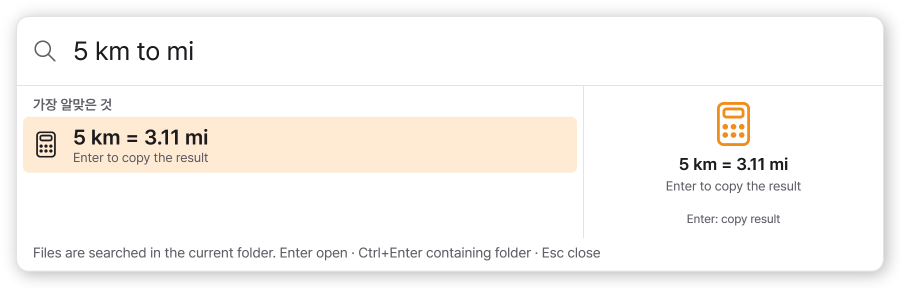 5 km to mi
가장 알맞은 것
5 km = 3.11 mi
Enter to copy the result
5 km = 3.11 mi
Enter to copy the result
Enter: copy result
Files are searched in the current folder. Enter open · Ctrl+Enter containing folder · Esc close